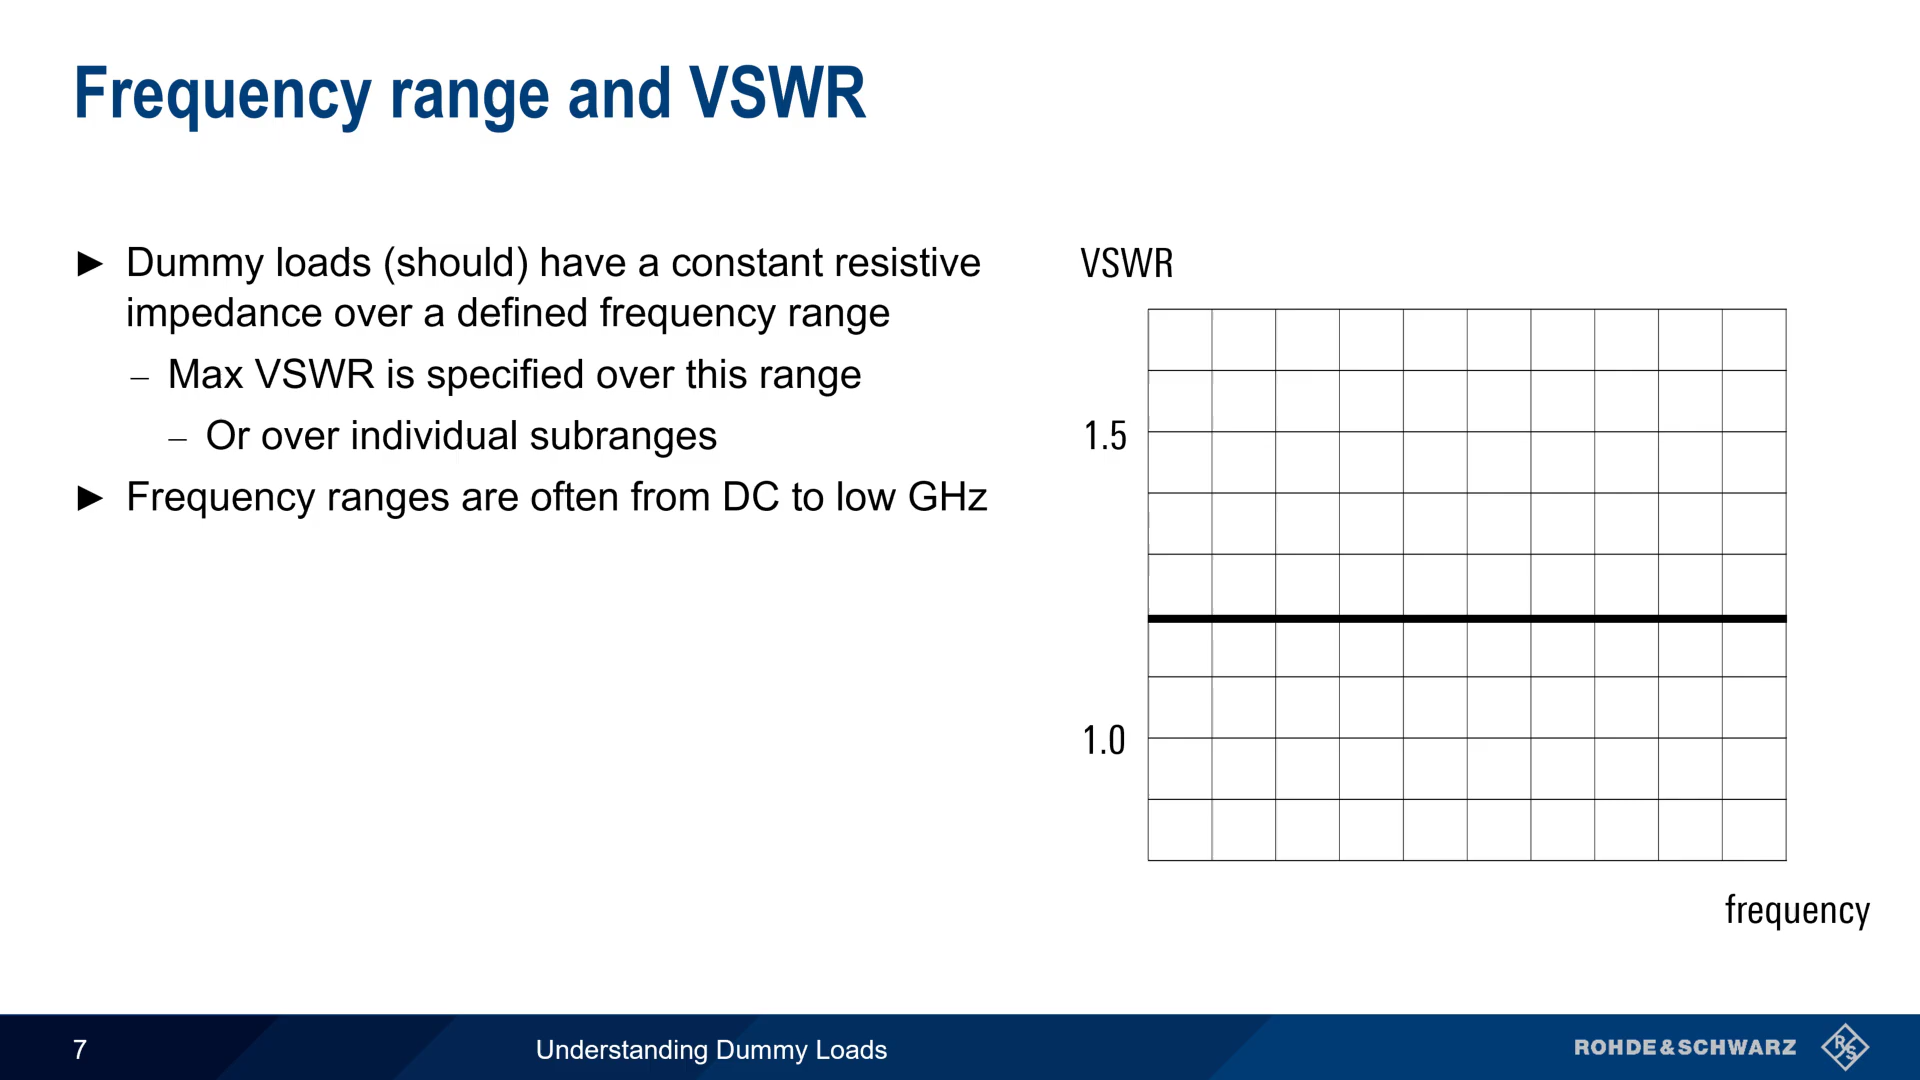 Frequency range and VSWR
► Dummy loads (should) have a constant resistive
impedance over a defined frequency range
– Max VSWR is specified over this range
– Or over individual subranges
► Frequency ranges are often from DC to low GHz
VSWR
1.5
1.0
frequency
7
Understanding Dummy Loads
ROHDE&SCHWARZ
R
S